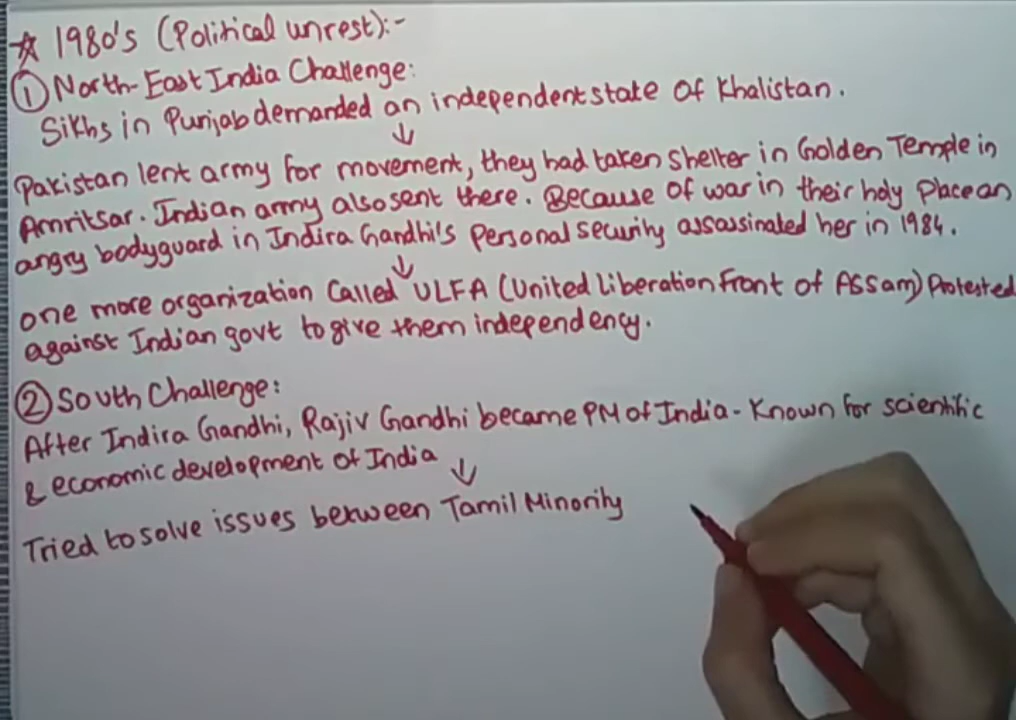 ☆ 1980's (Political unrest):-
① North-East India Challenge:
Sikhs in Punjab demanded an independent state of Khalistan.
↓
Pakistan lent army for movement, they had taken shelter in Golden Temple in
Amritsar. Indian army also sent there. Because of war in their holy place an
angry bodyguard in Indira Gandhi's personal security assassinated her in 1984.
↓
one more organization called ULFA (United Liberation Front of Assam) Protested
against Indian govt to give them independency.
② South Challenge:
After Indira Gandhi, Rajiv Gandhi became PM of India - Known for scientific
& economic development of India
↓
Tried to solve issues between Tamil Minority